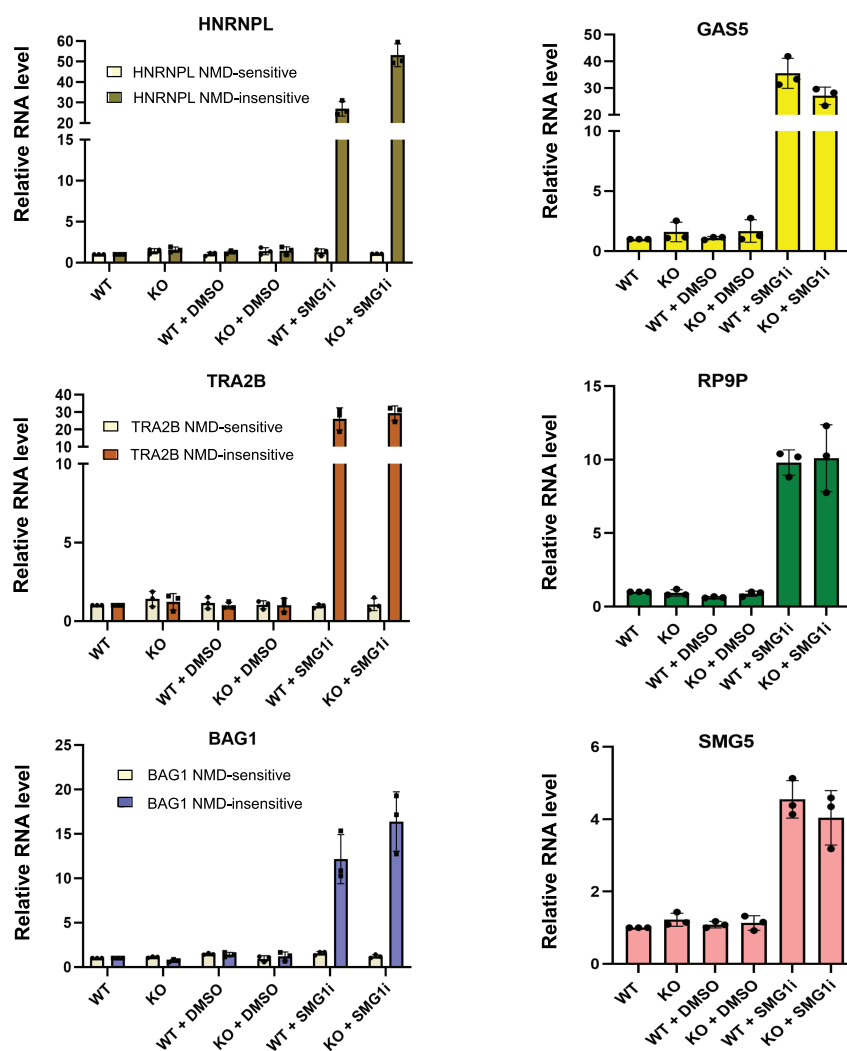 HNRNPL
Relative RNA level
60
50
40
30
20
15
10
5
0
HNRNPL NMD-sensitive
HNRNPL NMD-insensitive
WT
KO
WT + DMSO
KO + DMSO
WT + SMG1i
KO + SMG1i
GAS5
Relative RNA level
50
40
30
20
10
5
0
WT
KO
WT + DMSO
KO + DMSO
WT + SMG1i
KO + SMG1i
TRA2B
Relative RNA level
40
30
20
10
10
5
0
TRA2B NMD-sensitive
TRA2B NMD-insensitive
WT
KO
WT + DMSO
KO + DMSO
WT + SMG1i
KO + SMG1i
RP9P
Relative RNA level
15
10
5
0
WT
KO
WT + DMSO
KO + DMSO
WT + SMG1i
KO + SMG1i
BAG1
Relative RNA level
25
20
15
10
5
0
BAG1 NMD-sensitive
BAG1 NMD-insensitive
WT
KO
WT + DMSO
KO + DMSO
WT + SMG1i
KO + SMG1i
SMG5
Relative RNA level
6
4
2
0
WT
KO
WT + DMSO
KO + DMSO
WT + SMG1i
KO + SMG1i